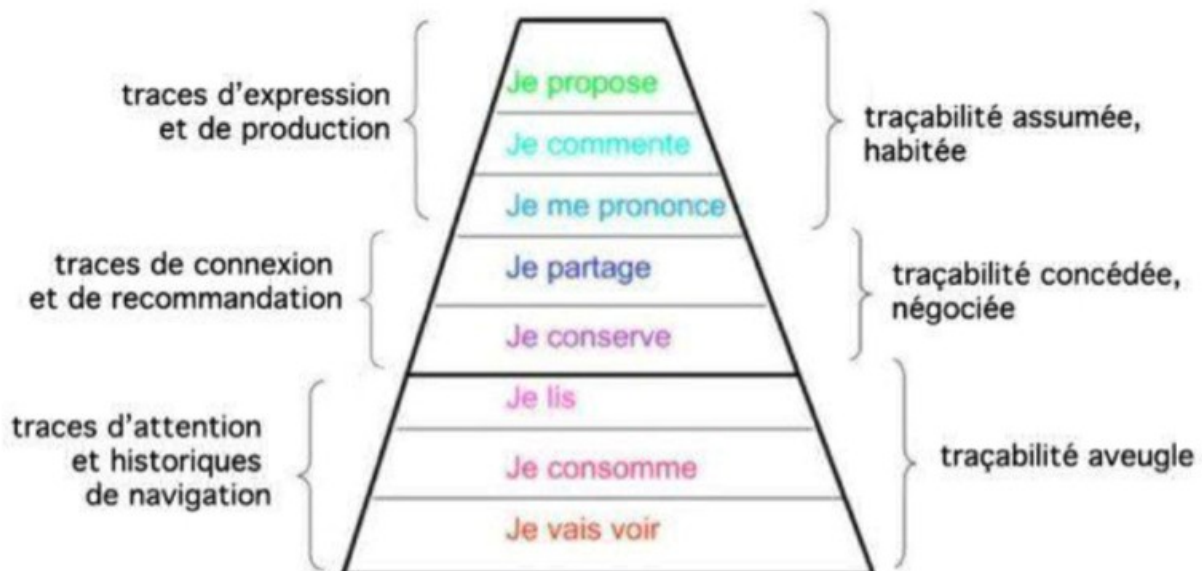 traces d'expression
et de production
Je propose
Je commente
Je me prononce
traçabilité assumée,
habitée
traces de connexion
et de recommandation
Je partage
Je conserve
traçabilité concédée,
négociée
traces d'attention
et historiques
de navigation
Je lis
Je consomme
Je vais voir
traçabilité aveugle